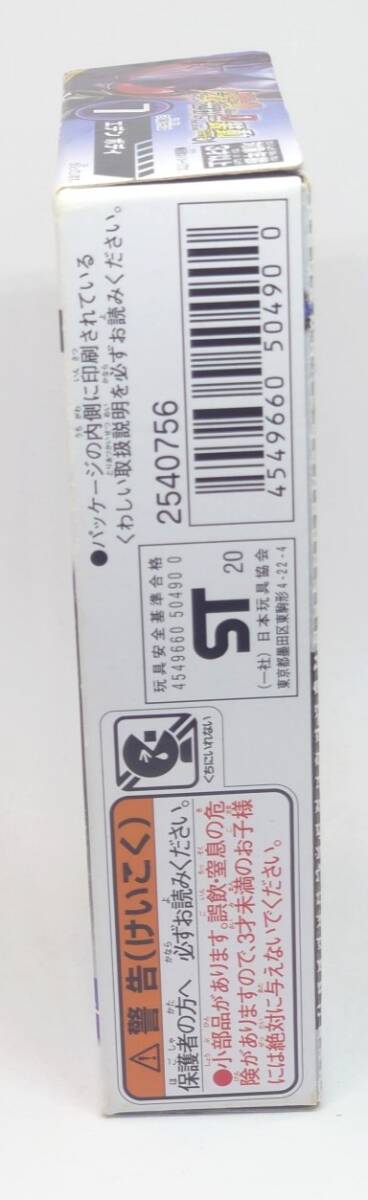 L
●パッケージの内側に印刷されている
くわしい取扱説明を必ずお読みください。
2540756
4549660 504900
玩具安全基準合格
4549660 504900
ST
20
(一社)日本玩具協会
東京都墨田区東駒形4-22-4
くちにいれない
警告(けいこく)
保護者の方へ 必ずお読みください。
●小部品があります。誤飲・窒息の危
険がありますので、3才未満のお子様
には絶対に与えないでください。